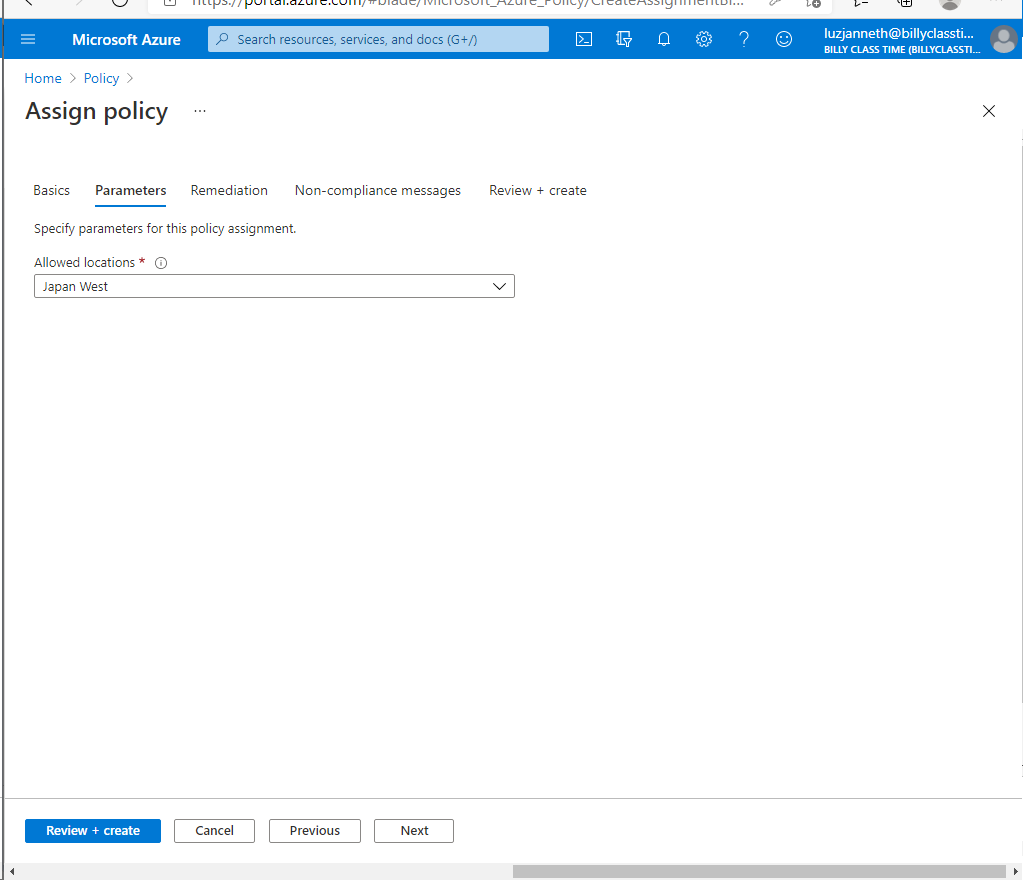 https://portal.azure.com/#blade/Microsoft_Azure_Policy/CreateAssignmentBl...
Microsoft Azure
Search resources, services, and docs (G+/)
luzjanneth@billyclassti...
BILLY CLASS TIME (BILLYCLASSTI...
Home > Policy >
Assign policy ...
Basics Parameters Remediation Non-compliance messages Review + create
Specify parameters for this policy assignment.
Allowed locations *
Japan West
Review + create Cancel Previous Next